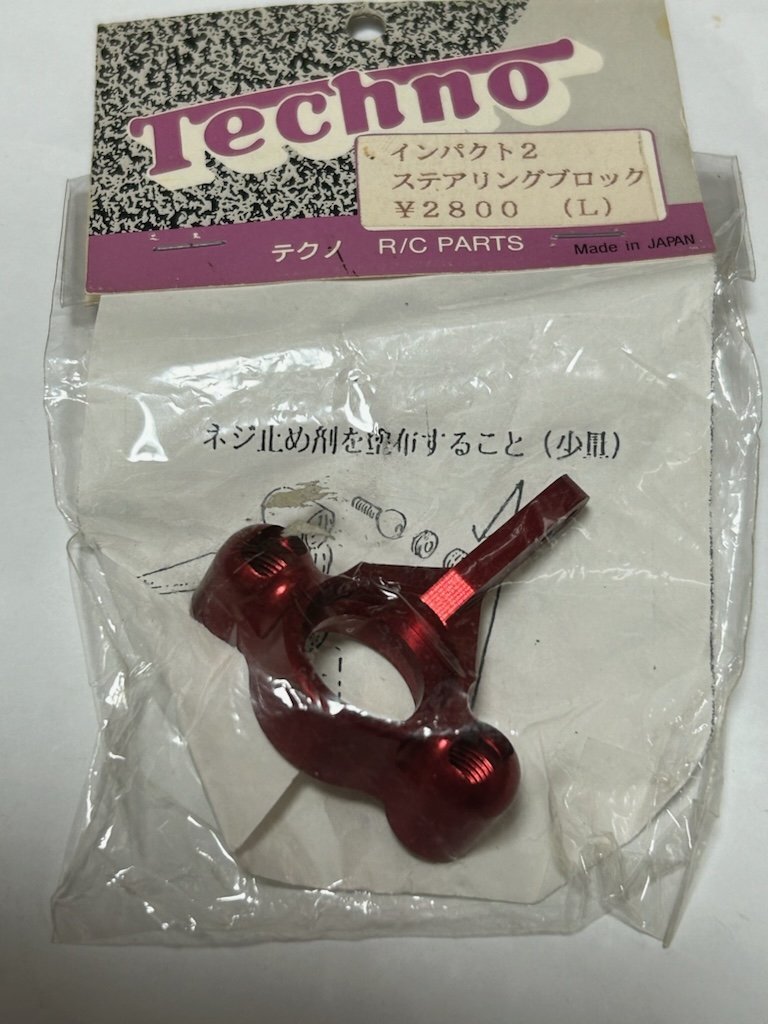 Techno
インパクト2
ステアリングブロック
¥2800 (L)
テクノ R/C PARTS Made in JAPAN
ネジ止め剤を塗布すること(少量)